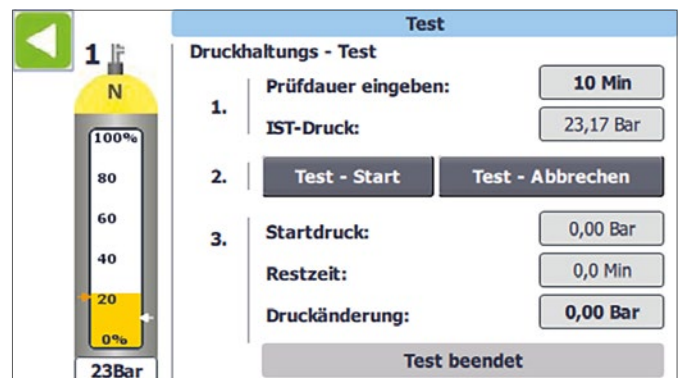 Test
1
N
100%
80
60
40
20
0%
23Bar
Druckhaltungs - Test
1.
Prüfdauer eingeben:
10 Min
IST-Druck:
23,17 Bar
2.
Test - Start
Test - Abbrechen
3.
Startdruck:
0,00 Bar
Restzeit:
0,0 Min
Druckänderung:
0,00 Bar
Test beendet